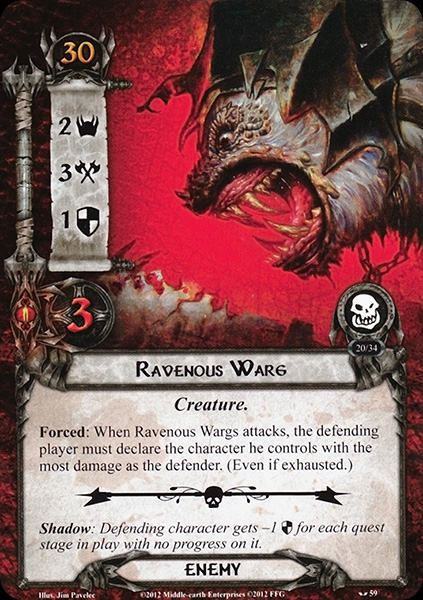 30
2
3
1
3
20/34
Ravenous Warg
Creature.
Forced: When Ravenous Wargs attacks, the defending
player must declare the character he controls with the
most damage as the defender. (Even if exhausted.)
Shadow: Defending character gets –1 for each quest
stage in play with no progress on it.
Illus. Jim Pavelec ©2012 Middle-earth Enterprises ©2012 FFG 59
ENEMY